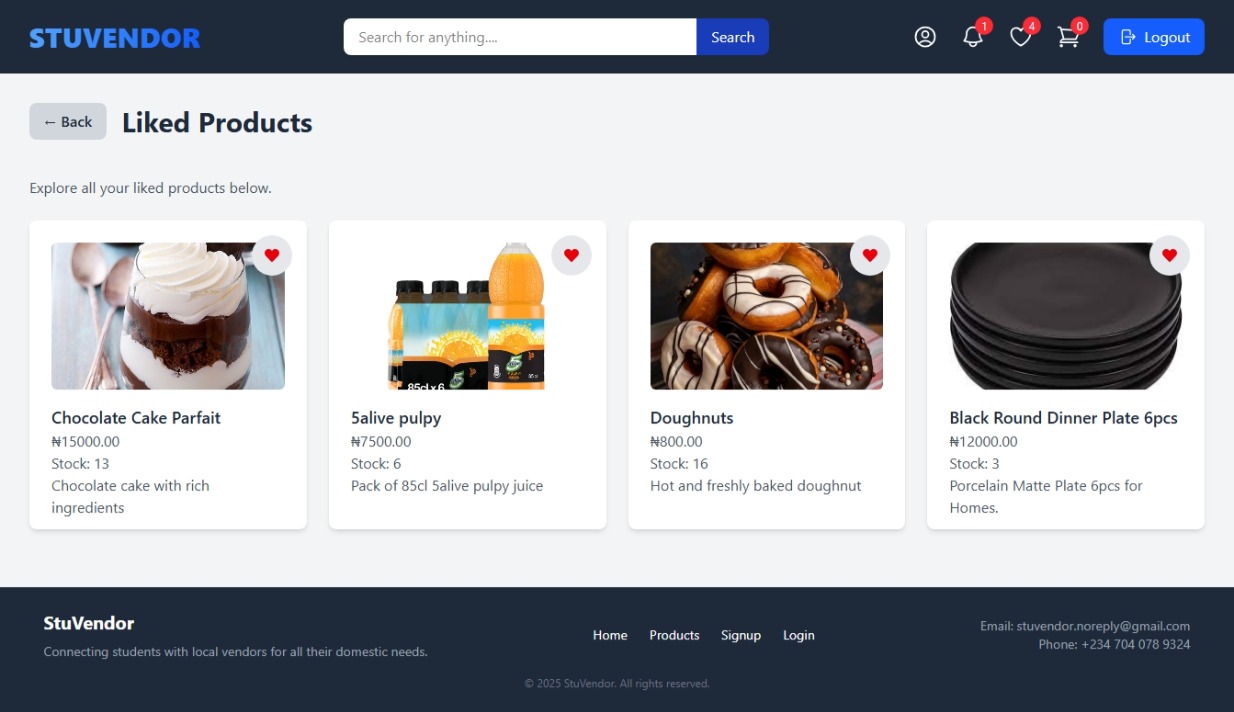 STUVENDOR
Search for anything....
Search
1
4
0
Logout
← Back
Liked Products
Explore all your liked products below.
Chocolate Cake Parfait
₦15000.00
Stock: 13
Chocolate cake with rich
ingredients
85cl x 6
5
5alive pulpy
₦7500.00
Stock: 6
Pack of 85cl 5alive pulpy juice
Doughnuts
₦800.00
Stock: 16
Hot and freshly baked doughnut
Black Round Dinner Plate 6pcs
₦12000.00
Stock: 3
Porcelain Matte Plate 6pcs for
Homes.
StuVendor
Connecting students with local vendors for all their domestic needs.
Home
Products
Signup
Login
Email: stuvendor.noreply@gmail.com
Phone: +234 704 078 9324
© 2025 StuVendor. All rights reserved.